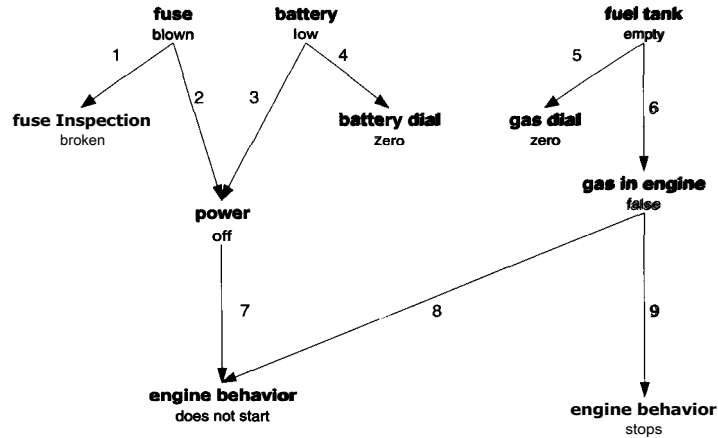 fuse
blown
battery
low
fuel tank
empty
1
2
3
4
5
6
fuse Inspection
broken
battery dial
zero
gas dial
zero
gas in engine
false
power
off
7
8
9
engine behavior
does not start
engine behavior
stops